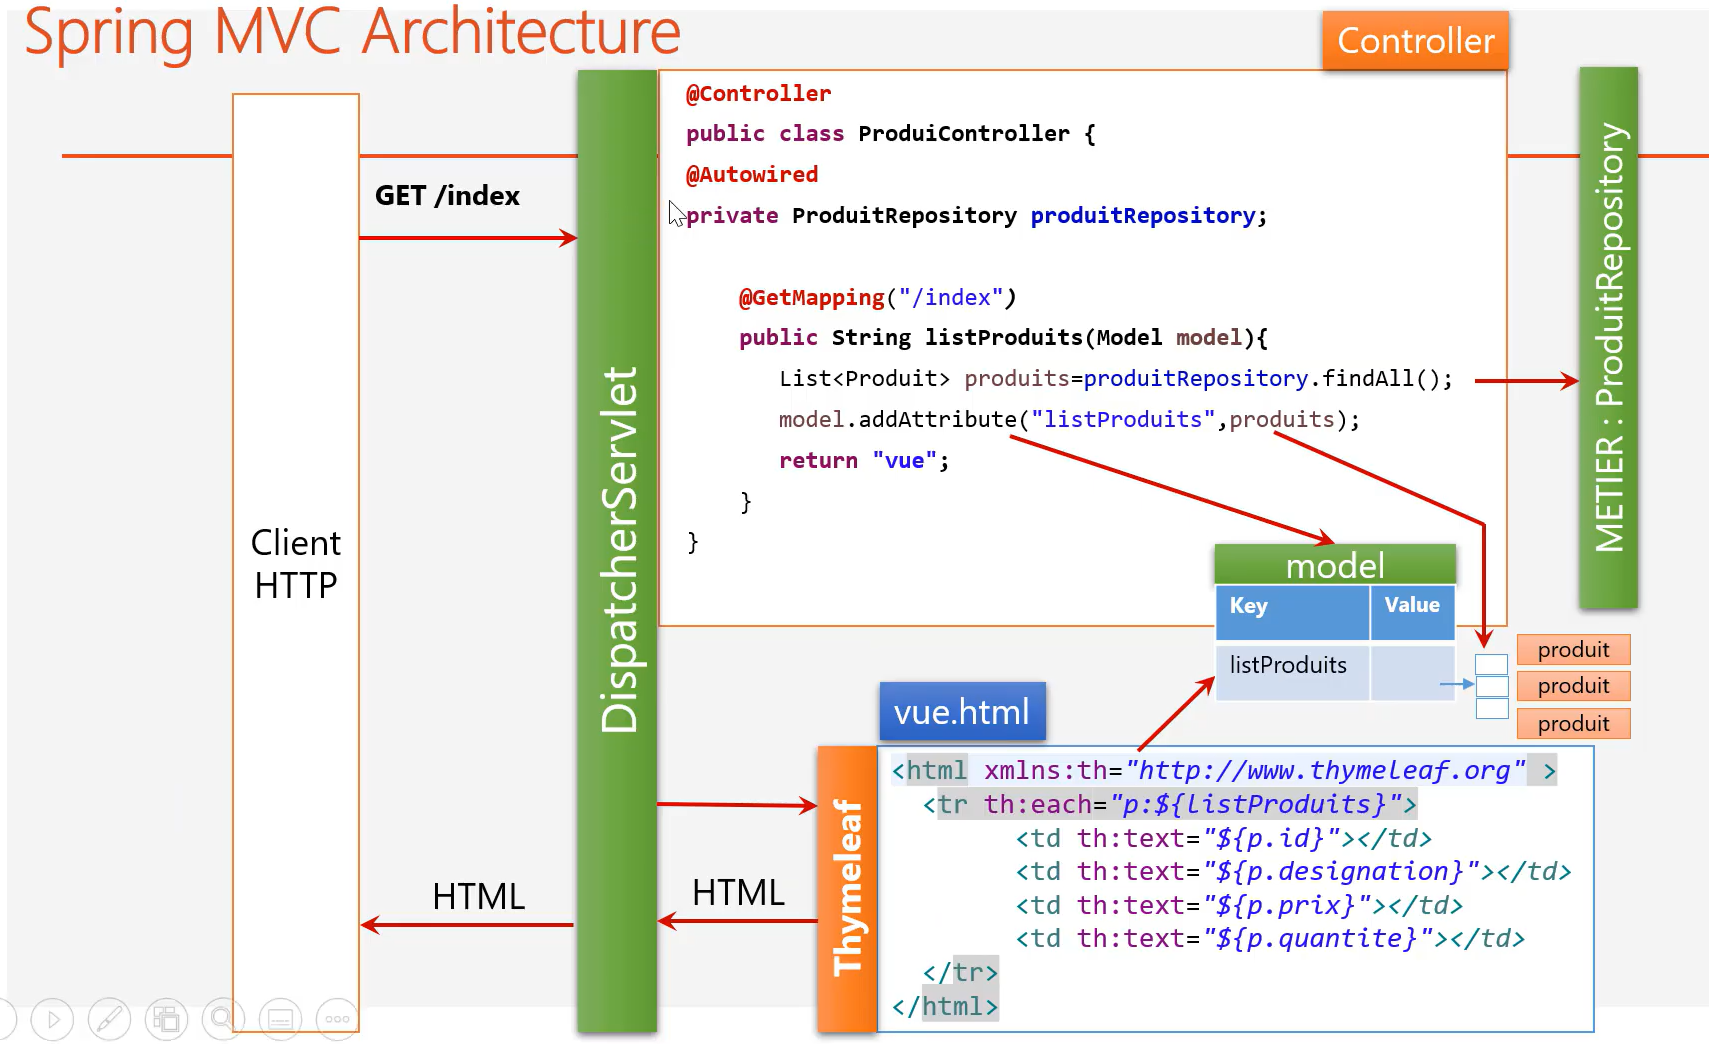 Spring MVC Architecture
Controller
@Controller
public class ProduiController {
@Autowired
private ProduitRepository produitRepository;
@GetMapping("/index")
public String listProduits(Model model){
List<Produit> produits=produitRepository.findAll();
model.addAttribute("listProduits",produits);
return "vue";
}
}
GET /index
Client
HTTP
DispatcherServlet
METIER : ProduitRepository
model
Key Value
listProduits
produit
produit
produit
vue.html
Thymeleaf
<html xmlns:th="http://www.thymeleaf.org" >
<tr th:each="p:${listProduits}">
<td th:text="${p.id}"></td>
<td th:text="${p.designation}"></td>
<td th:text="${p.prix}"></td>
<td th:text="${p.quantite}"></td>
</tr>
</html>
HTML
HTML